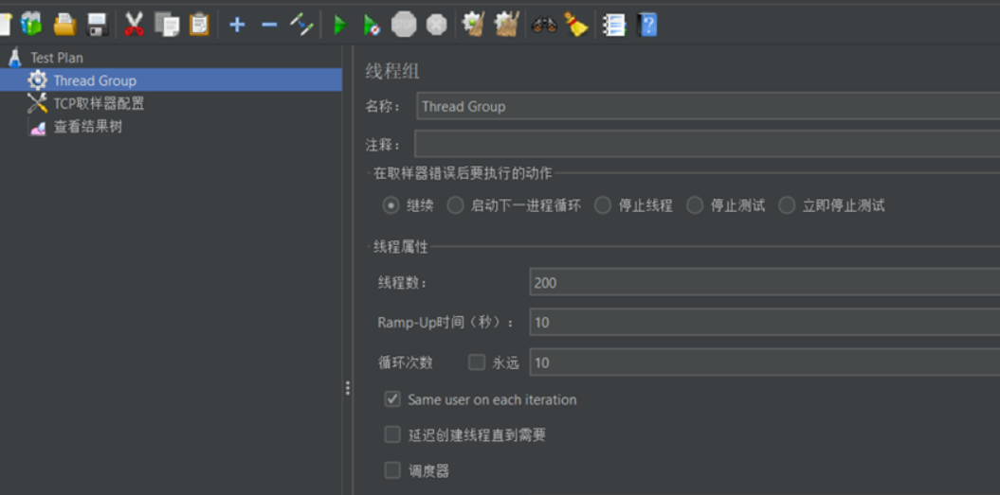 Test Plan
Thread Group
TCP取样器配置
查看结果树
线程组
名称： Thread Group
注释：
在取样器错误后要执行的动作
继续 启动下一进程循环 停止线程 停止测试 立即停止测试
线程属性
线程数： 200
Ramp-Up时间（秒）： 10
循环次数 永远 10
Same user on each iteration
延迟创建线程直到需要
调度器